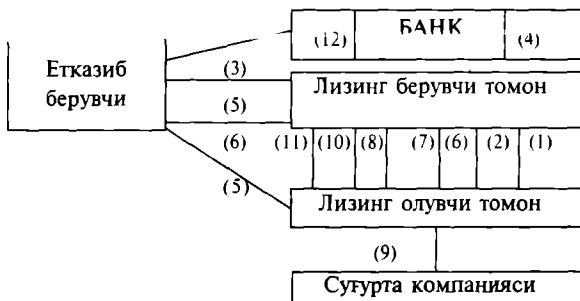 (12) БАНК (4)
Етказиб
берувчи
(3)
Лизинг берувчи томон
(5)
(6) (11) (10) (8) (7) (6) (2) (1)
(5)
Лизинг олувчи томон
(9)
Суғурта компанияси